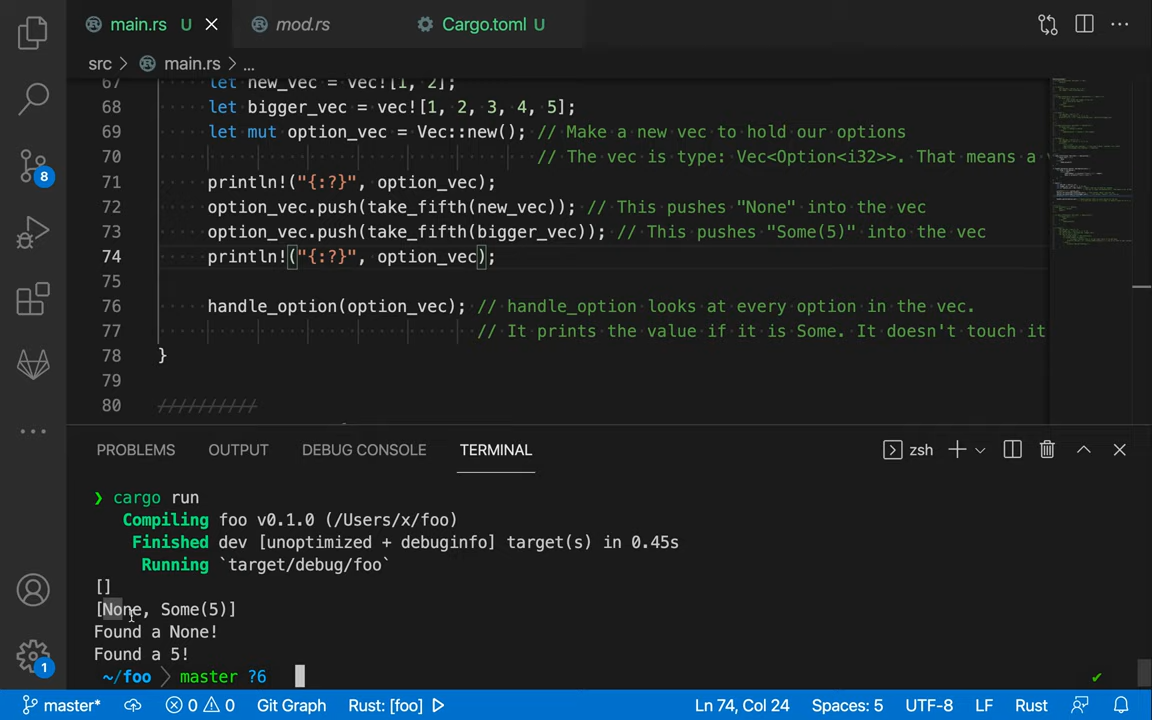 main.rs U mod.rs Cargo.toml U
src > main.rs > ...
67 let new_vec = vec![1, 2];
68 let bigger_vec = vec![1, 2, 3, 4, 5];
69 let mut option_vec = Vec::new(); // Make a new vec to hold our options
70 // The vec is type: Vec<Option<i32>>. That means a
71 println!("{:?}", option_vec);
72 option_vec.push(take_fifth(new_vec)); // This pushes "None" into the vec
73 option_vec.push(take_fifth(bigger_vec)); // This pushes "Some(5)" into the vec
74 println!("{:?}", option_vec);
75
76 handle_option(option_vec); // handle_option looks at every option in the vec.
77 // It prints the value if it is Some. It doesn't touch it
78 }
79
80 //////////
8
PROBLEMS OUTPUT DEBUG CONSOLE TERMINAL zsh
❯ cargo run
Compiling foo v0.1.0 (/Users/x/foo)
Finished dev [unoptimized + debuginfo] target(s) in 0.45s
Running `target/debug/foo`
[]
[None, Some(5)]
Found a None!
Found a 5!
~/foo > master ?6 ✔
1
master* 0 0 Git Graph Rust: [foo] Ln 74, Col 24 Spaces: 5 UTF-8 LF Rust